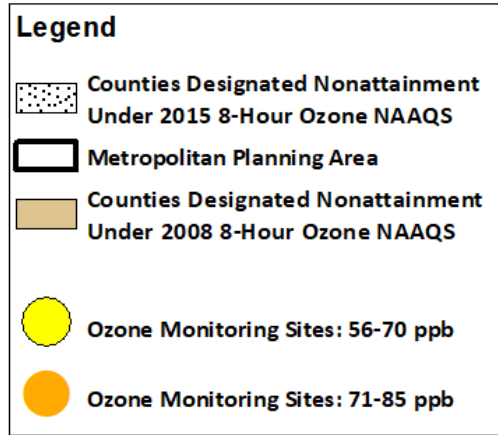 Legend
Counties Designated Nonattainment
Under 2015 8-Hour Ozone NAAQS
Metropolitan Planning Area
Counties Designated Nonattainment
Under 2008 8-Hour Ozone NAAQS
Ozone Monitoring Sites: 56-70 ppb
Ozone Monitoring Sites: 71-85 ppb